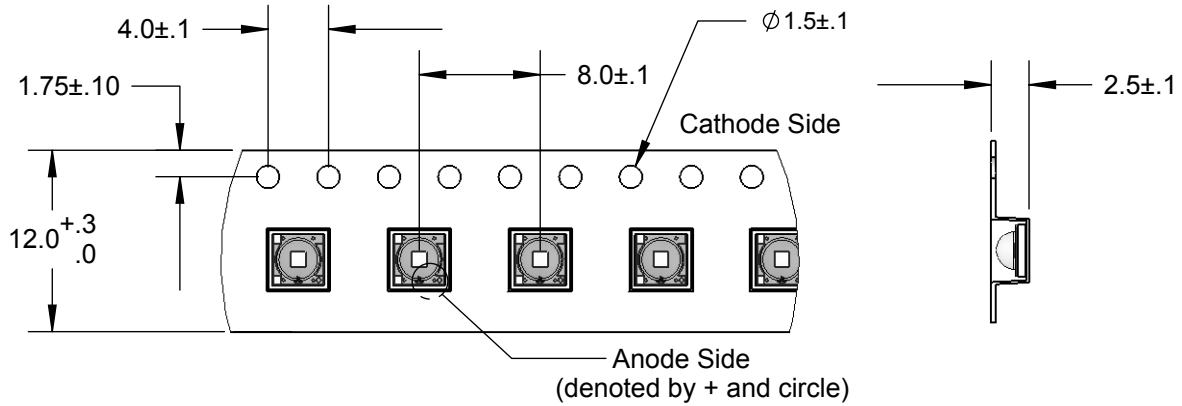 4.0±.1
⌀1.5±.1
1.75±.10
8.0±.1
2.5±.1
Cathode Side
12.0 +.3
.0
Anode Side
(denoted by + and circle)